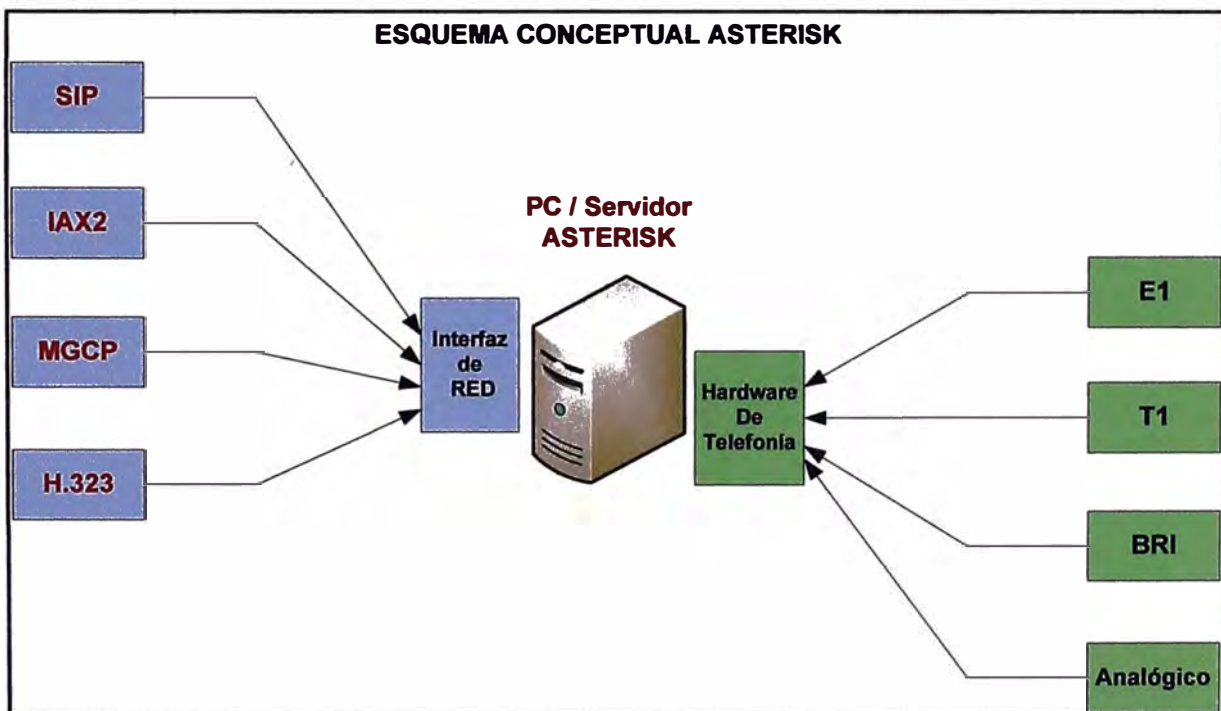 ESQUEMA CONCEPTUAL ASTERISK
SIP
IAX2
MGCP
H.323
Interfaz
de
RED
PC / Servidor
ASTERISK
Hardware
De
Telefonía
E1
T1
BRI
Analógico